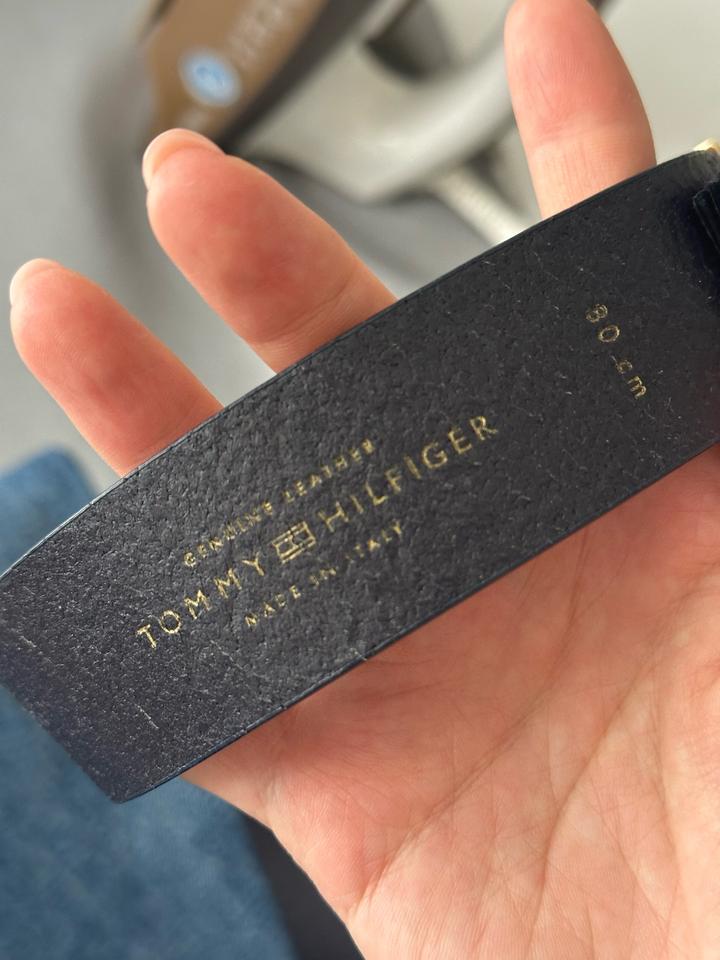 GENUINE LEATHER
TOMMY HILFIGER
MADE IN ITALY
80 cm